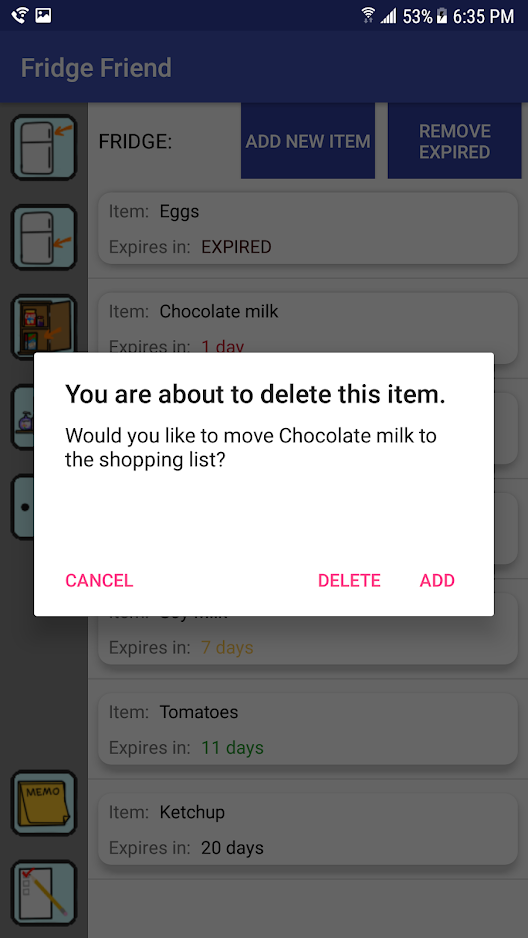 53% 6:35 PM
Fridge Friend
FRIDGE:
ADD NEW ITEM
REMOVE
EXPIRED
Item: Eggs
Expires in: EXPIRED
Item: Chocolate milk
Expires in: 1 day
You are about to delete this item.
Would you like to move Chocolate milk to
the shopping list?
CANCEL
DELETE
ADD
Item: Soy milk
Expires in: 7 days
Item: Tomatoes
Expires in: 11 days
MEMO
Item: Ketchup
Expires in: 20 days